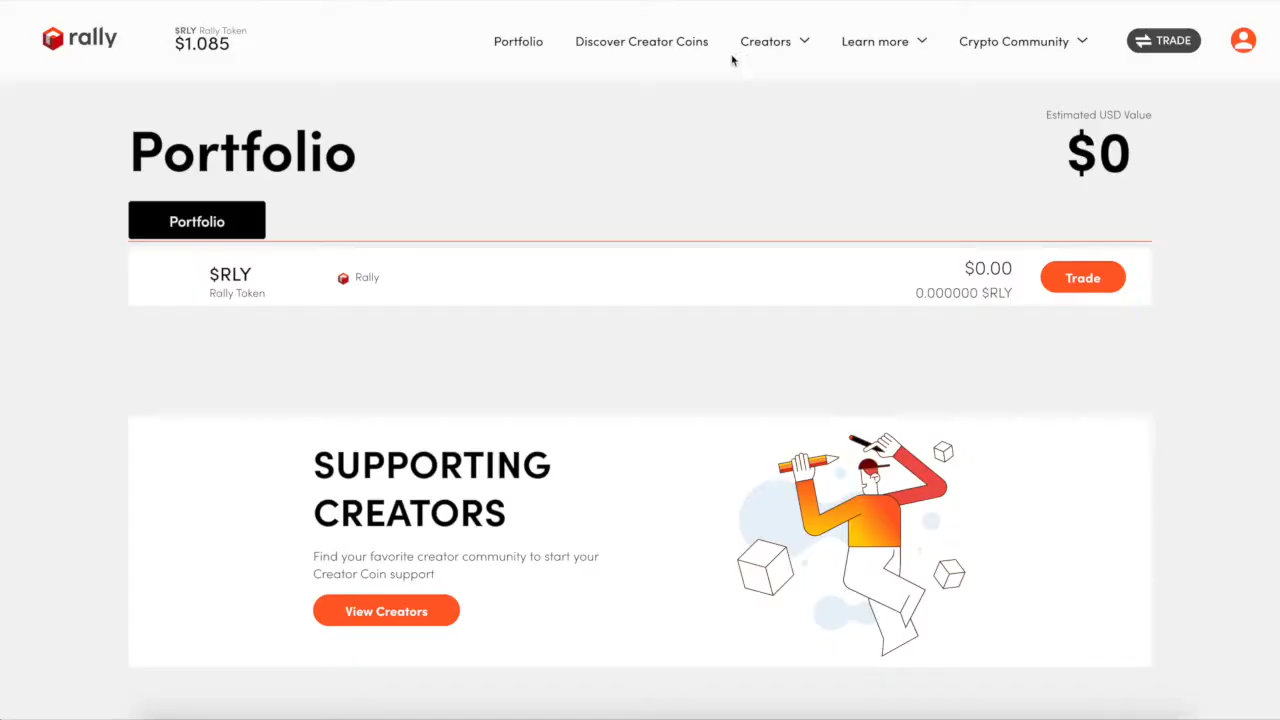 rally
$RLY Rally Token
$1.085
Portfolio
Discover Creator Coins
Creators
Learn more
Crypto Community
TRADE
Estimated USD Value
Portfolio
$0
Portfolio
$RLY
Rally Token
Rally
$0.00
0.000000 $RLY
Trade
SUPPORTING
CREATORS
Find your favorite creator community to start your
Creator Coin support
View Creators